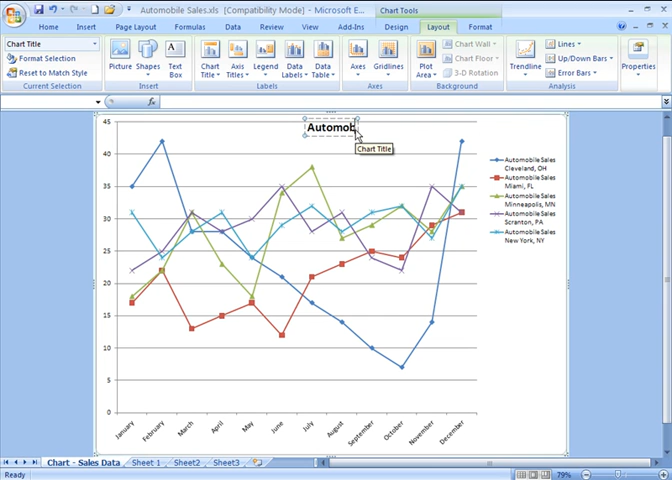 Automobile Sales.xls [Compatibility Mode] - Microsoft E...
Chart Tools
Home Insert Page Layout Formulas Data Review View Add-Ins Design Layout Format
Chart Title
Format Selection
Reset to Match Style
Current Selection
Picture Shapes Text Box
Insert
Chart Title Axis Titles Legend Data Labels Data Table
Labels
Axes Gridlines
Axes
Plot Area Chart Wall Chart Floor 3-D Rotation
Background
Trendline Lines Up/Down Bars Error Bars
Analysis
Properties
fx
Automob
Chart Title
45
40
35
30
25
20
15
10
5
0
January February March April May June July August September October November December
Automobile Sales
Cleveland, OH
Automobile Sales
Miami, FL
Automobile Sales
Minneapolis, MN
Automobile Sales
Scranton, PA
Automobile Sales
New York, NY
Chart - Sales Data Sheet 1 Sheet2 Sheet3
Ready
79%